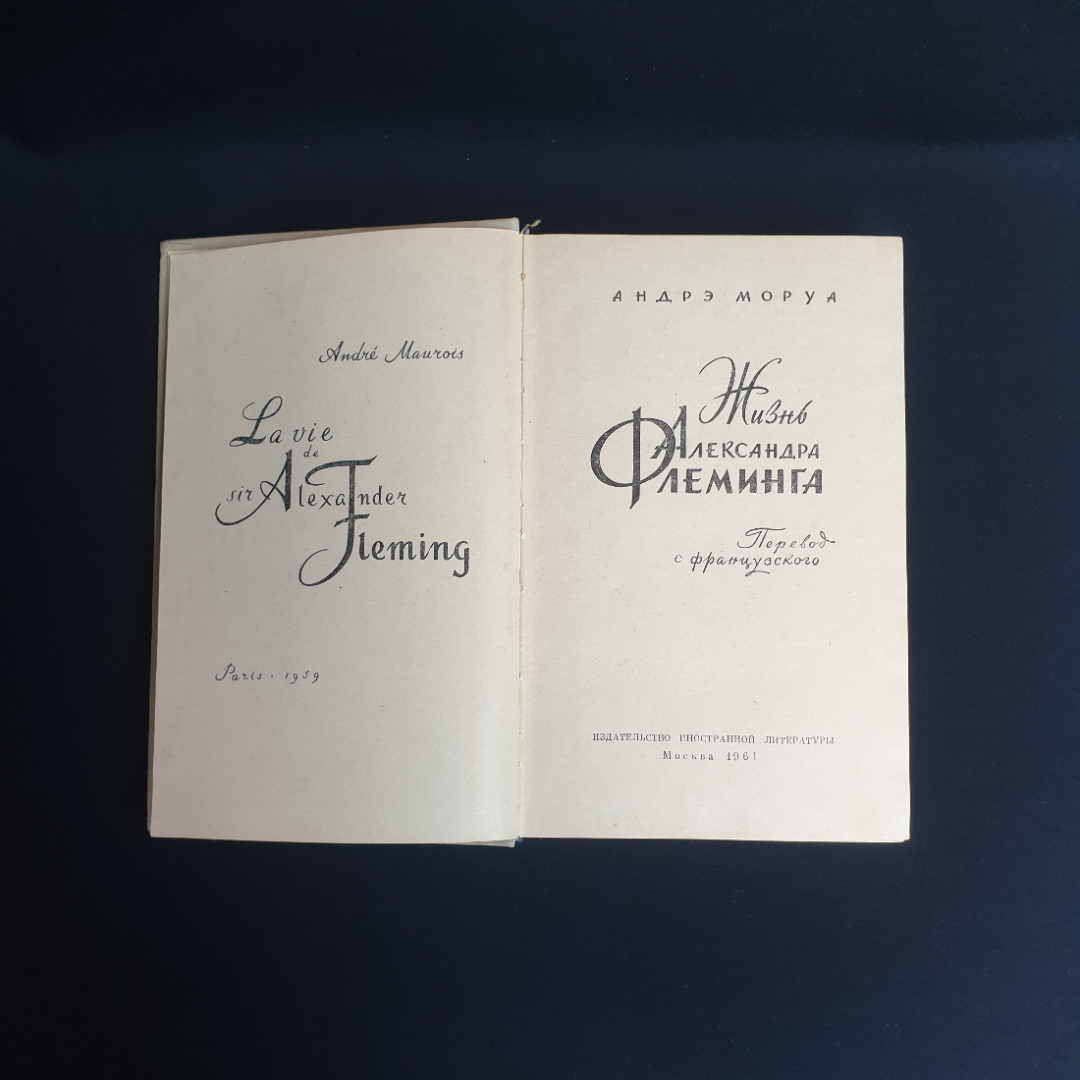 André Maurois
La vie
de
sir Alexander
Fleming
Paris · 1959
АНДРЭ МОРУА
Жизнь
АЛЕКСАНДРА
ФЛЕМИНГА
Перевод
с французского
ИЗДАТЕЛЬСТВО ИНОСТРАННОЙ ЛИТЕРАТУРЫ
Москва 1961